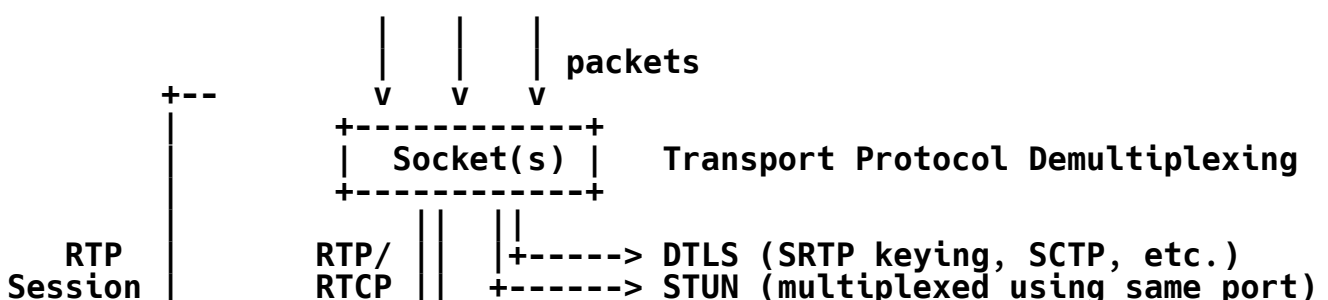 packets
Socket(s) Transport Protocol Demultiplexing
RTP RTP/ DTLS (SRTP keying, SCTP, etc.)
Session RTCP STUN (multiplexed using same port)